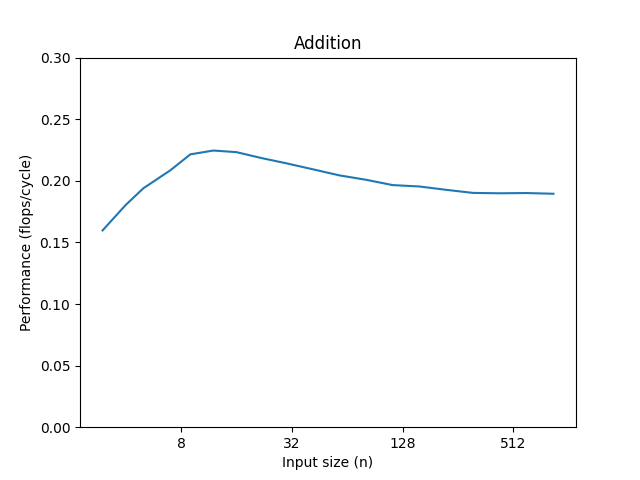 Addition
0.30
0.25
0.20
0.15
0.10
0.05
0.00
Performance (flops/cycle)
8 32 128 512
Input size (n)